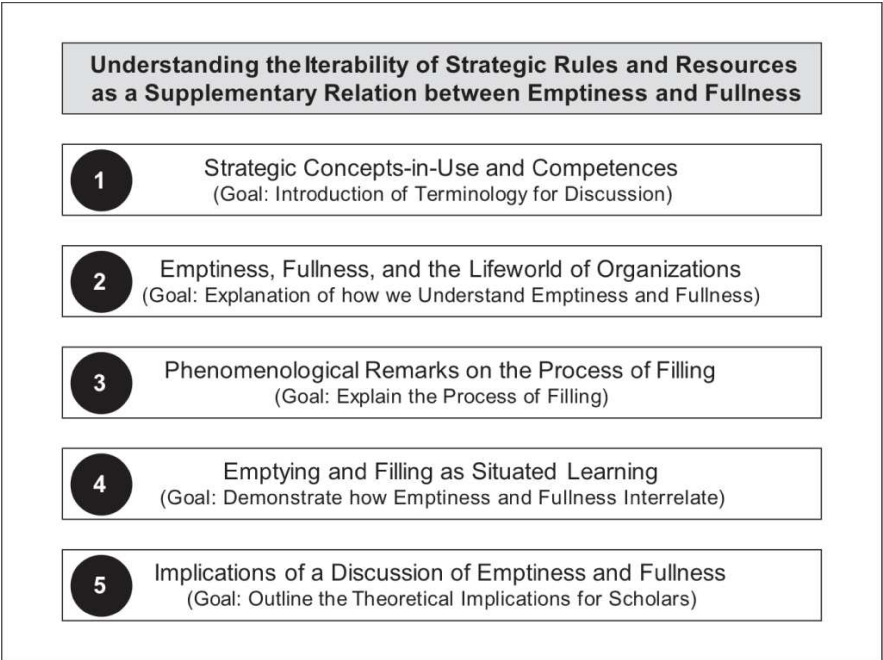 Understanding the Iterability of Strategic Rules and Resources
as a Supplementary Relation between Emptiness and Fullness
1
Strategic Concepts-in-Use and Competences
(Goal: Introduction of Terminology for Discussion)
2
Emptiness, Fullness, and the Lifeworld of Organizations
(Goal: Explanation of how we Understand Emptiness and Fullness)
3
Phenomenological Remarks on the Process of Filling
(Goal: Explain the Process of Filling)
4
Emptying and Filling as Situated Learning
(Goal: Demonstrate how Emptiness and Fullness Interrelate)
5
Implications of a Discussion of Emptiness and Fullness
(Goal: Outline the Theoretical Implications for Scholars)